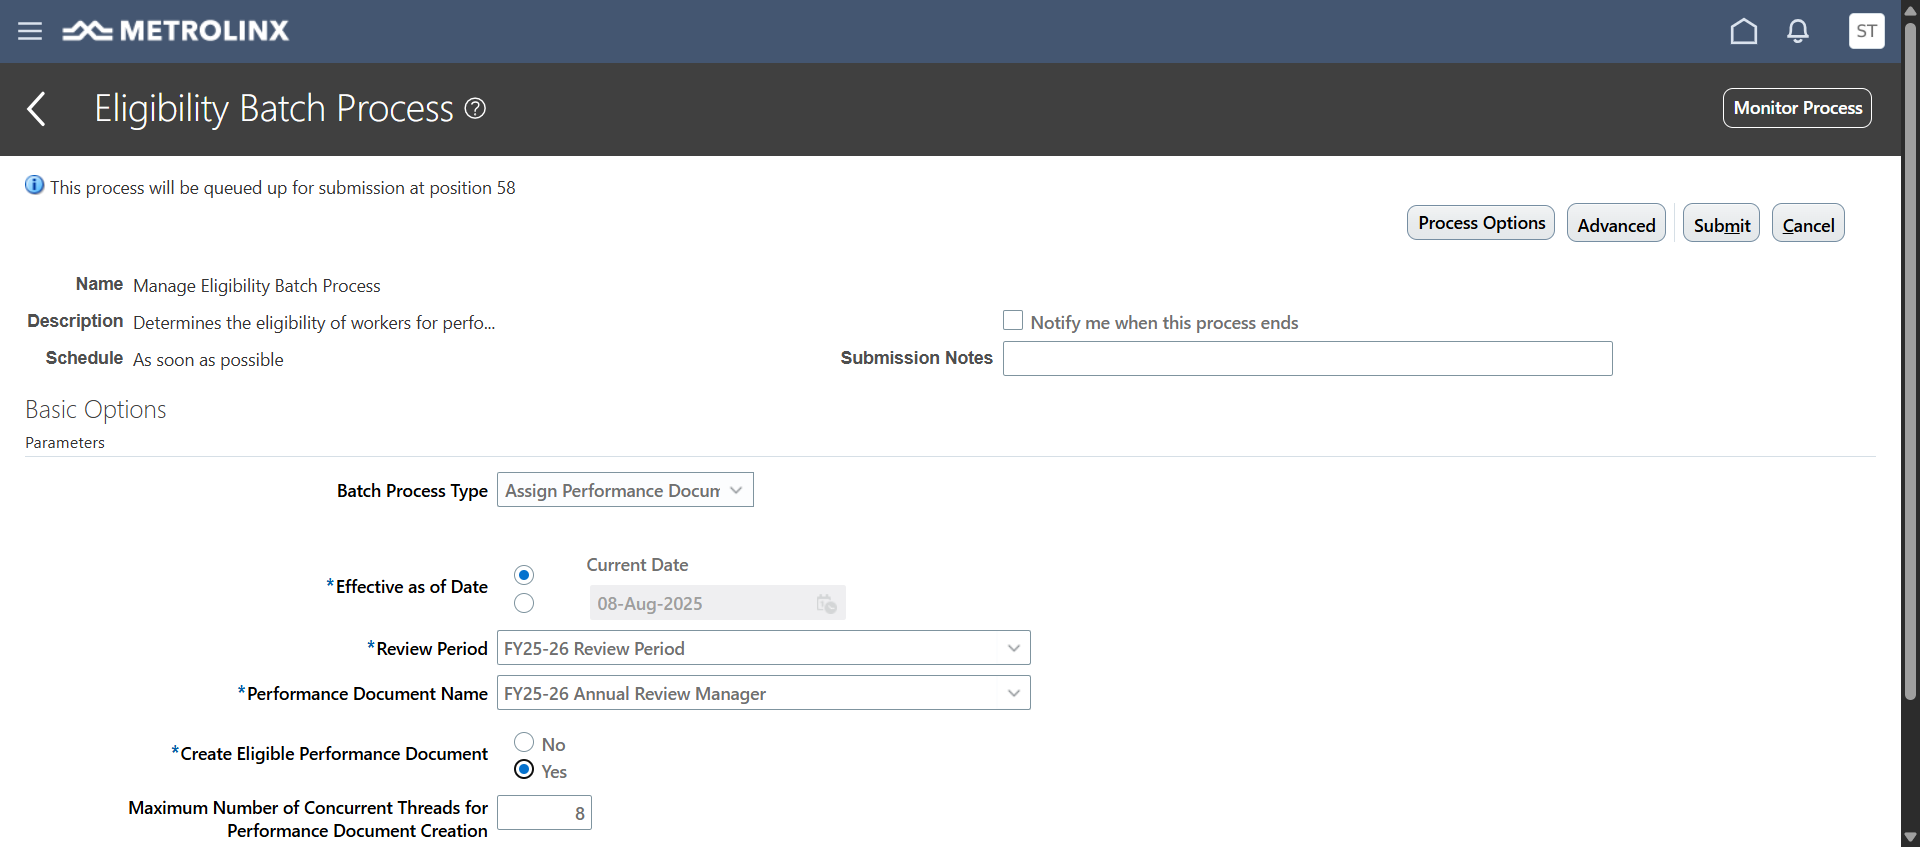 METROLINX
ST
Eligibility Batch Process
Monitor Process
This process will be queued up for submission at position 58
Process Options
Advanced
Submit
Cancel
Name Manage Eligibility Batch Process
Description Determines the eligibility of workers for perfo...
Notify me when this process ends
Schedule As soon as possible
Submission Notes
Basic Options
Parameters
Batch Process Type Assign Performance Docum
*Effective as of Date
Current Date
08-Aug-2025
*Review Period FY25-26 Review Period
*Performance Document Name FY25-26 Annual Review Manager
*Create Eligible Performance Document
No
Yes
Maximum Number of Concurrent Threads for
Performance Document Creation
8